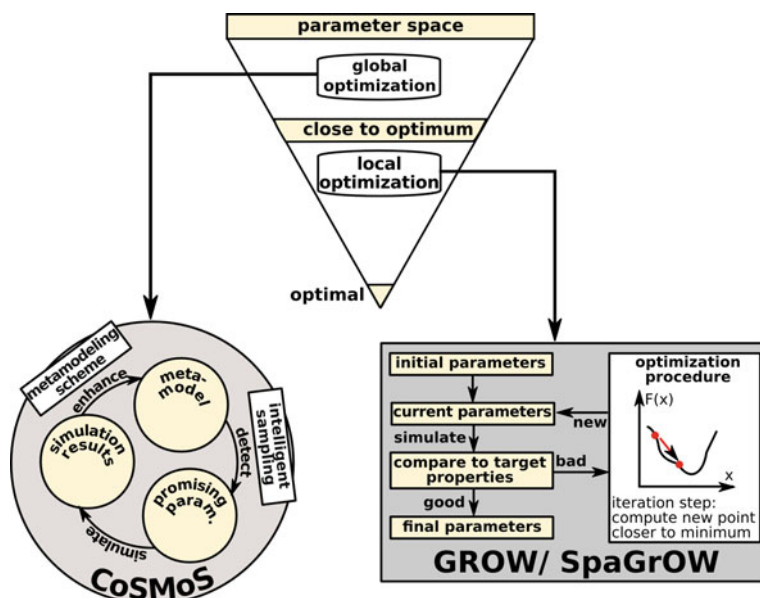 parameter space
global
optimization
close to optimum
local
optimization
optimal
metamodeling
scheme
enhance
meta-
model
intelligent
sampling
detect
simulation
results
promising
param.
simulate
CoSMoS
initial parameters
current parameters
simulate
compare to target
properties
good
final parameters
new
bad
optimization
procedure
F(x)
x
iteration step:
compute new point
closer to minimum
GROW/ SpaGrOW